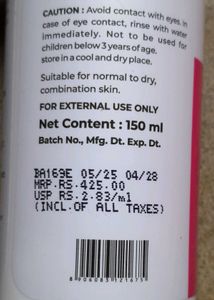 CAUTION : Avoid contact with eyes. In
case of eye contact, rinse with water
immediately. Not to be used for
children below 3 years of age.
store in a cool and dry place.
Suitable for normal to dry,
combination skin.
FOR EXTERNAL USE ONLY
Net Content : 150 ml
Batch No., Mfg. Dt. Exp. Dt.
BA169E 05/25 04/28
MRP.RS.425.00
USP RS.2.83/ml
(INCL.OF ALL TAXES)
8906083121675